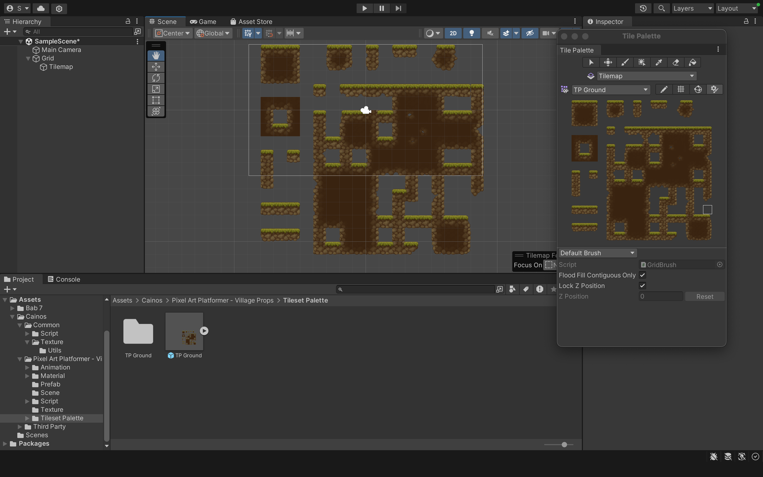 S
Layers
Layout
Hierarchy
Scene
Game
Asset Store
Inspector
All
Center
Global
2D
SampleScene*
Main Camera
Grid
Tilemap
Tile Palette
Tile Palette
Tilemap
TP Ground
Tilemap Fo
Focus On
Default Brush
Script
GridBrush
Flood Fill Contiguous Only
Lock Z Position
Z Position
0
Reset
Project
Console
Assets
Bab 7
Cainos
Common
Script
Texture
Utils
Pixel Art Platformer - Vi
Animation
Material
Prefab
Scene
Script
Texture
Tileset Palette
Third Party
Scenes
Packages
Assets > Cainos > Pixel Art Platformer - Village Props > Tileset Palette
TP Ground
TP Ground